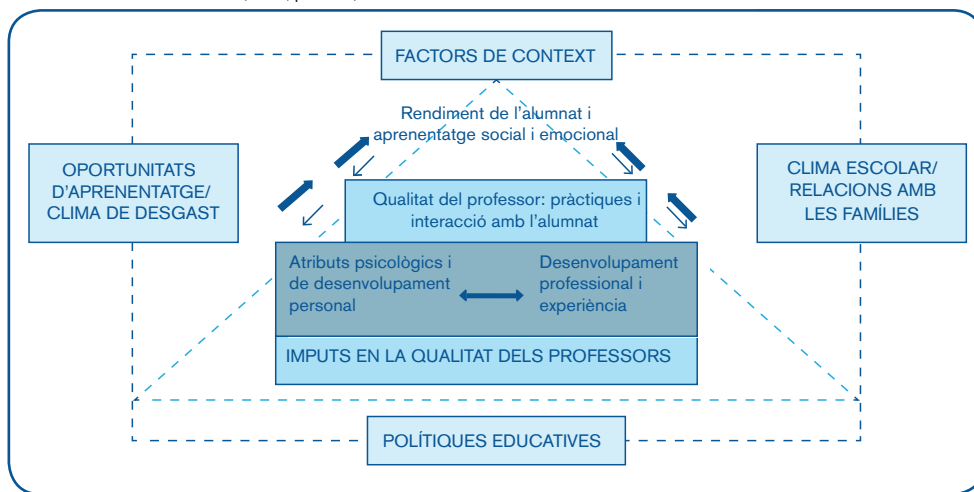 FACTORS DE CONTEXT
Rendiment de l'alumnat i
aprenentatge social i emocional
OPORTUNITATS
D'APRENENTATGE/
CLIMA DE DESGAST
CLIMA ESCOLAR/
RELACIONS AMB
LES FAMÍLIES
Qualitat del professor: pràctiques i
interacció amb l'alumnat
Atributs psicològics i
de desenvolupament
personal
Desenvolupament
professional i
experiència
IMPUTS EN LA QUALITAT DELS PROFESSORS
POLÍTIQUES EDUCATIVES